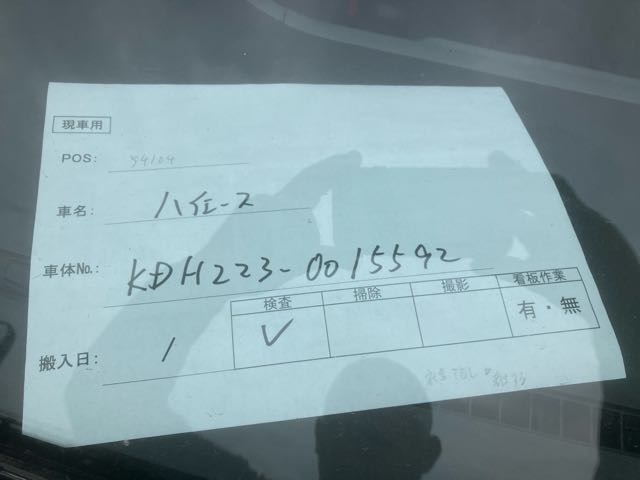 現車用
POS: 54104
車名: ハイエース
車体No.: KDH223-0015592
検査 掃除 撮影 看板作業
搬入日: / ✓ 有・無